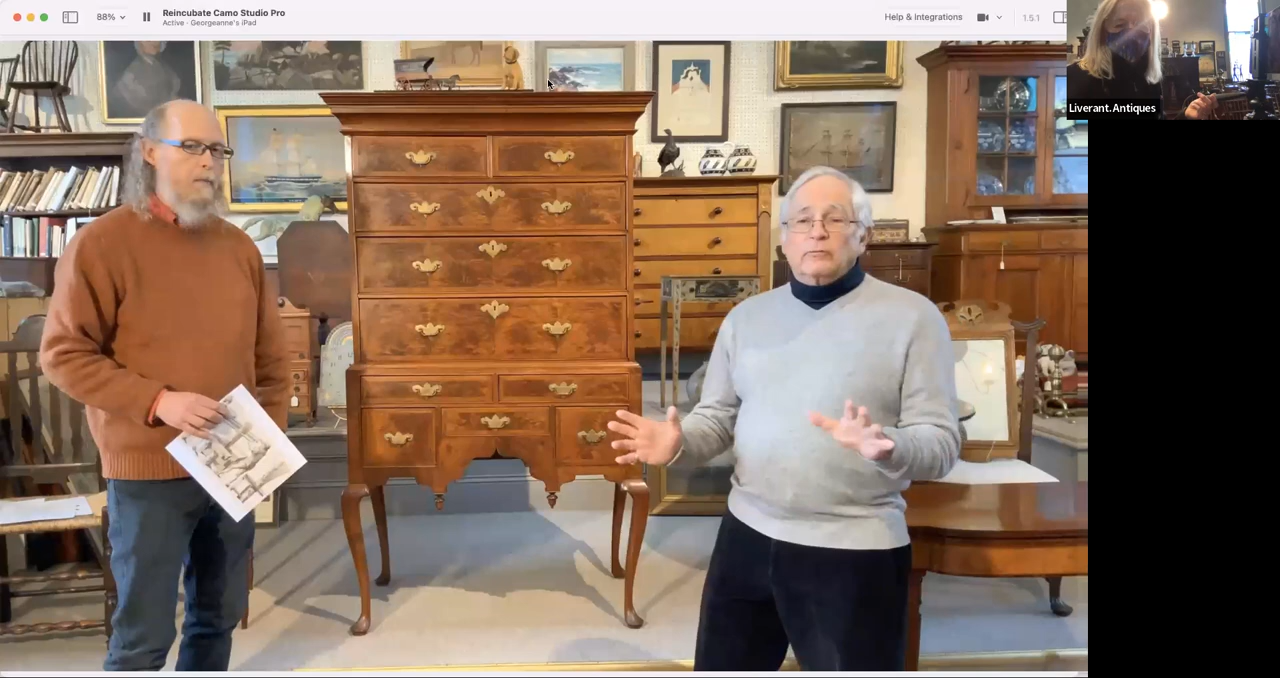 88%
Reincubate Camo Studio Pro
Active · Georgeanne's iPad
Help & Integrations
1.5.1
Liverant.Antiques